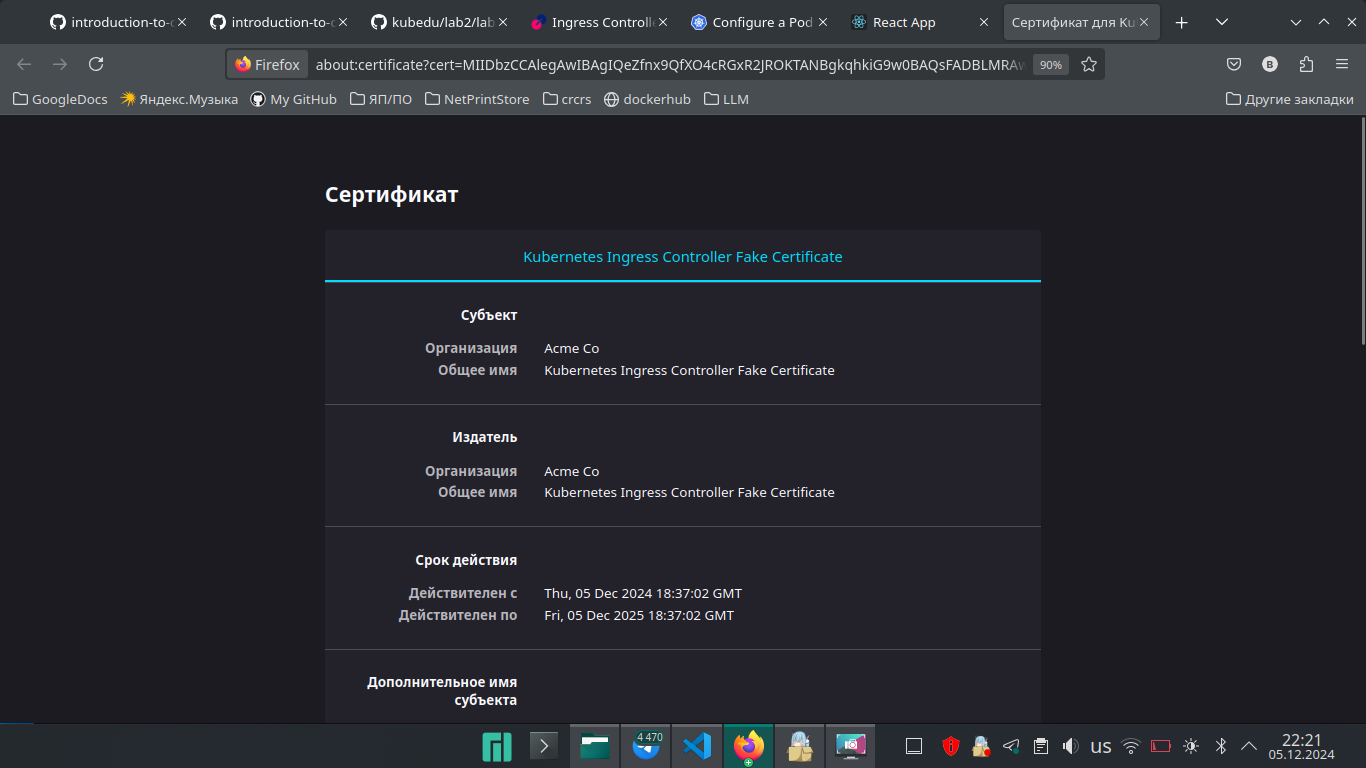 introduction-to-c
introduction-to-c
kubedu/lab2/lab
Ingress Controlle
Configure a Pod
React App
Сертификат для Ku
Firefox
about:certificate?cert=MIIDbzCCAlegAwIBAgIQeZfnx9QfXO4cRGxR2JROKTANBgkqhkiG9w0BAQsFADBLMRAw
90%
GoogleDocs
Яндекс.Музыка
My GitHub
ЯП/ПО
NetPrintStore
crcrs
dockerhub
LLM
Другие закладки
Сертификат
Kubernetes Ingress Controller Fake Certificate
Субъект
Организация Acme Co
Общее имя Kubernetes Ingress Controller Fake Certificate
Издатель
Организация Acme Co
Общее имя Kubernetes Ingress Controller Fake Certificate
Срок действия
Действителен с Thu, 05 Dec 2024 18:37:02 GMT
Действителен по Fri, 05 Dec 2025 18:37:02 GMT
Дополнительное имя
субъекта
4 470
us
22:21
05.12.2024